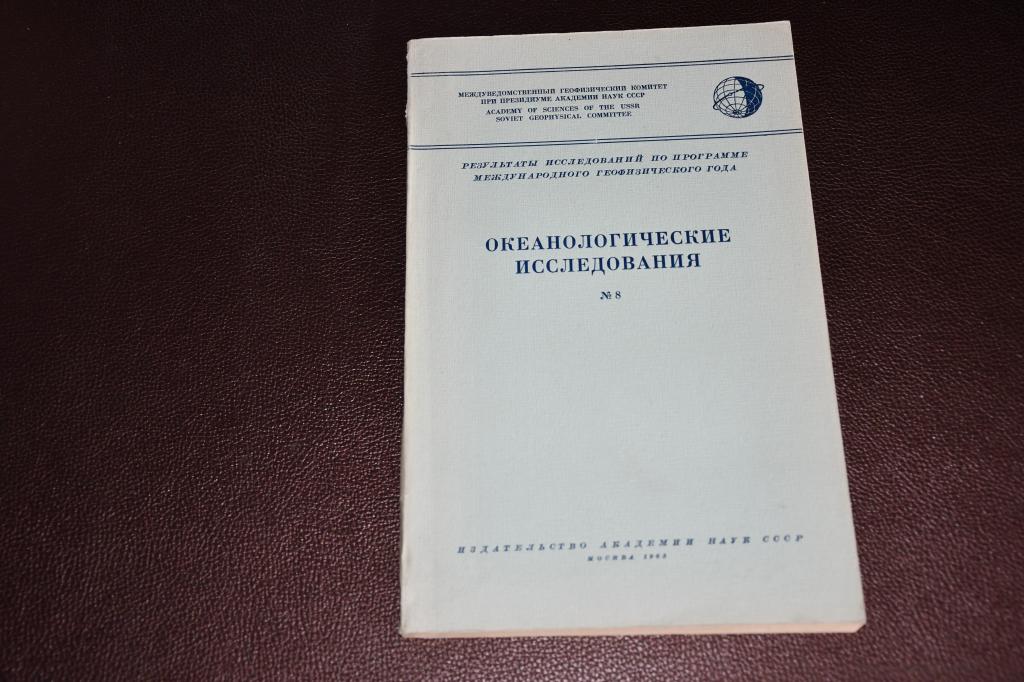 МЕЖДУВЕДОМСТВЕННЫЙ ГЕОФИЗИЧЕСКИЙ КОМИТЕТ
ПРИ ПРЕЗИДИУМЕ АКАДЕМИИ НАУК СССР
ACADEMY OF SCIENCES OF THE USSR
SOVIET GEOPHYSICAL COMMITTEE
РЕЗУЛЬТАТЫ ИССЛЕДОВАНИЙ ПО ПРОГРАММЕ
МЕЖДУНАРОДНОГО ГЕОФИЗИЧЕСКОГО ГОДА
ОКЕАНОЛОГИЧЕСКИЕ
ИССЛЕДОВАНИЯ
№ 8
ИЗДАТЕЛЬСТВО АКАДЕМИИ НАУК СССР
МОСКВА 1963